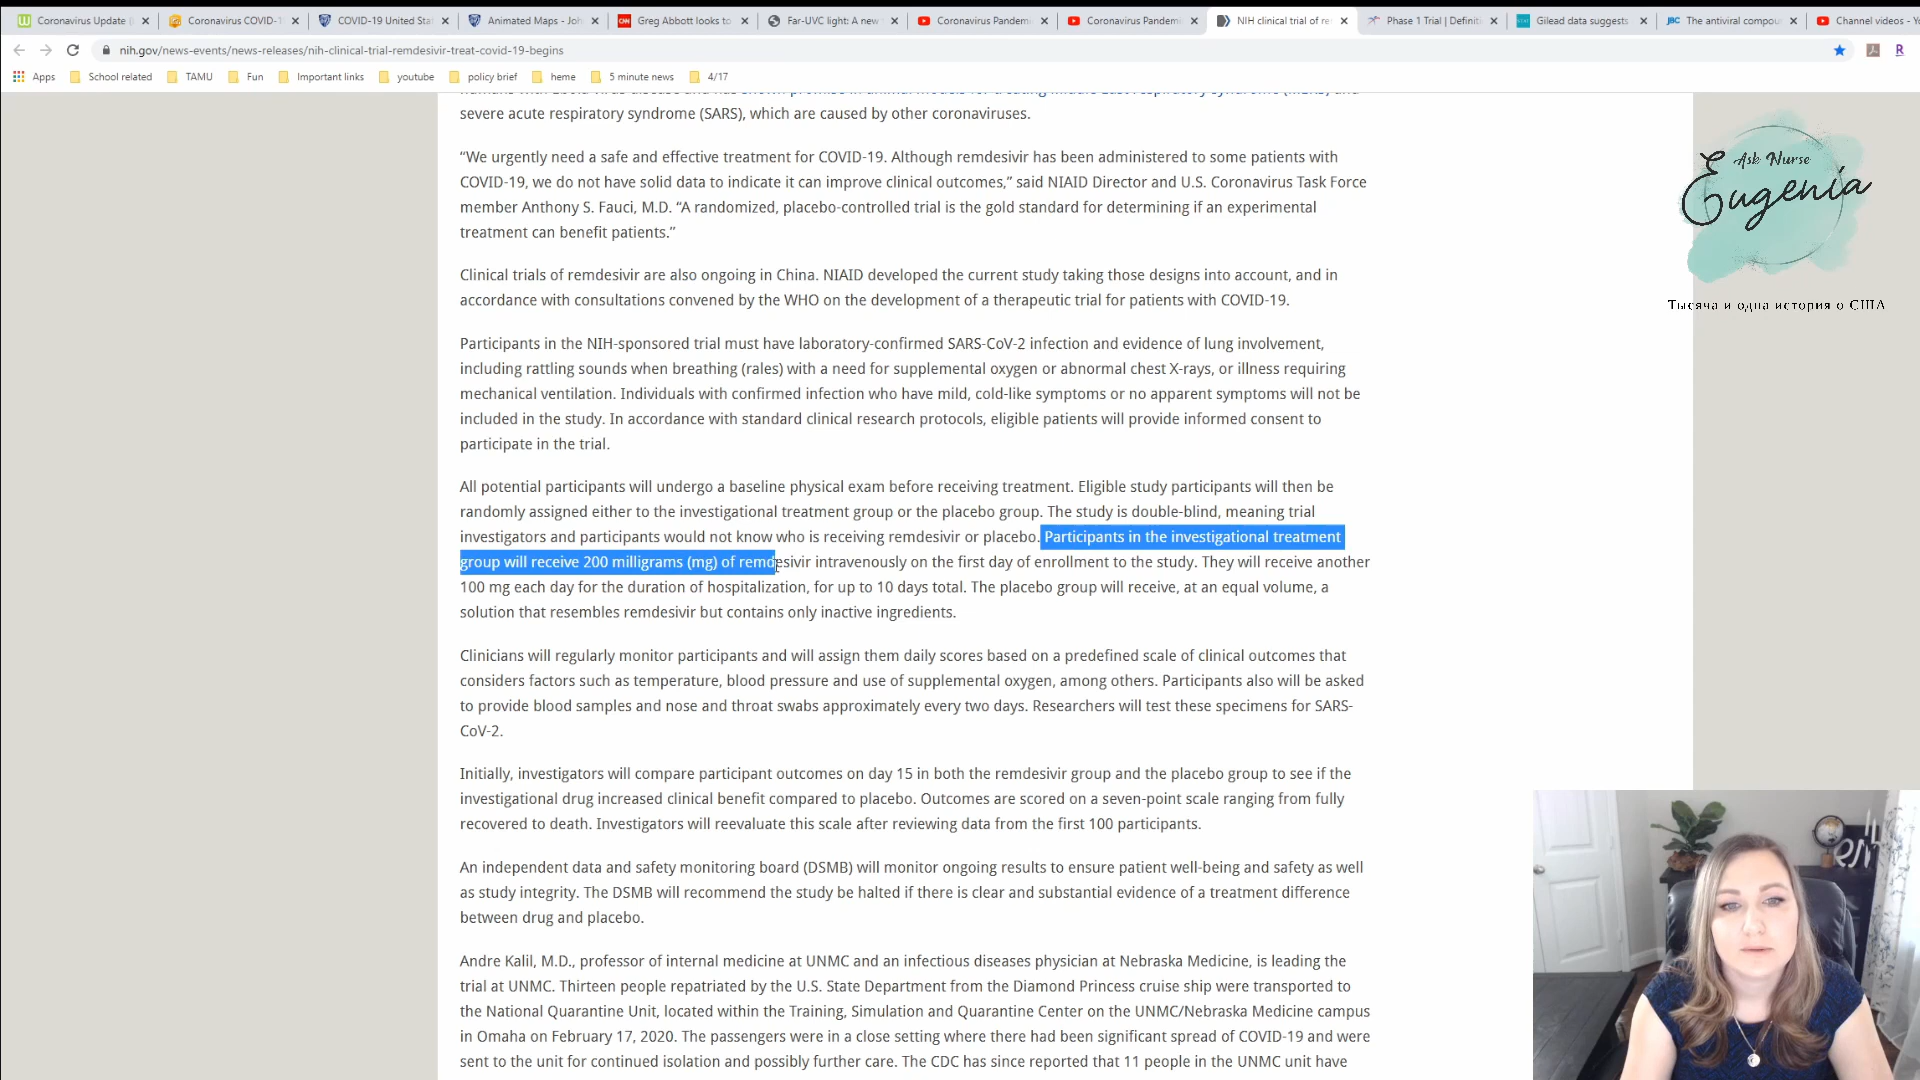 Coronavirus Update (
Coronavirus COVID-1
COVID-19 United Sta
Animated Maps - Joh
Greg Abbott looks to
Far-UVC light: A new
Coronavirus Pandem
Coronavirus Pandemi
NIH clinical trial of re
Phase 1 Trial | Definit
Gilead data suggests
The antiviral compou
Channel videos - Yo
nih.gov/news-events/news-releases/nih-clinical-trial-remdesivir-treat-covid-19-begins
Apps School related TAMU Fun Important links youtube policy brief heme 5 minute news 4/17
humans with Ebola virus disease and has shown promise in animal models for treating Middle East respiratory syndrome (MERS) and
severe acute respiratory syndrome (SARS), which are caused by other coronaviruses.
“We urgently need a safe and effective treatment for COVID-19. Although remdesivir has been administered to some patients with
COVID-19, we do not have solid data to indicate it can improve clinical outcomes,” said NIAID Director and U.S. Coronavirus Task Force
member Anthony S. Fauci, M.D. “A randomized, placebo-controlled trial is the gold standard for determining if an experimental
treatment can benefit patients.”
Clinical trials of remdesivir are also ongoing in China. NIAID developed the current study taking those designs into account, and in
accordance with consultations convened by the WHO on the development of a therapeutic trial for patients with COVID-19.
Participants in the NIH-sponsored trial must have laboratory-confirmed SARS-CoV-2 infection and evidence of lung involvement,
including rattling sounds when breathing (rales) with a need for supplemental oxygen or abnormal chest X-rays, or illness requiring
mechanical ventilation. Individuals with confirmed infection who have mild, cold-like symptoms or no apparent symptoms will not be
included in the study. In accordance with standard clinical research protocols, eligible patients will provide informed consent to
participate in the trial.
All potential participants will undergo a baseline physical exam before receiving treatment. Eligible study participants will then be
randomly assigned either to the investigational treatment group or the placebo group. The study is double-blind, meaning trial
investigators and participants would not know who is receiving remdesivir or placebo. Participants in the investigational treatment
group will receive 200 milligrams (mg) of remdesivir intravenously on the first day of enrollment to the study. They will receive another
100 mg each day for the duration of hospitalization, for up to 10 days total. The placebo group will receive, at an equal volume, a
solution that resembles remdesivir but contains only inactive ingredients.
Clinicians will regularly monitor participants and will assign them daily scores based on a predefined scale of clinical outcomes that
considers factors such as temperature, blood pressure and use of supplemental oxygen, among others. Participants also will be asked
to provide blood samples and nose and throat swabs approximately every two days. Researchers will test these specimens for SARS-
CoV-2.
Initially, investigators will compare participant outcomes on day 15 in both the remdesivir group and the placebo group to see if the
investigational drug increased clinical benefit compared to placebo. Outcomes are scored on a seven-point scale ranging from fully
recovered to death. Investigators will reevaluate this scale after reviewing data from the first 100 participants.
An independent data and safety monitoring board (DSMB) will monitor ongoing results to ensure patient well-being and safety as well
as study integrity. The DSMB will recommend the study be halted if there is clear and substantial evidence of a treatment difference
between drug and placebo.
Andre Kalil, M.D., professor of internal medicine at UNMC and an infectious diseases physician at Nebraska Medicine, is leading the
trial at UNMC. Thirteen people repatriated by the U.S. State Department from the Diamond Princess cruise ship were transported to
the National Quarantine Unit, located within the Training, Simulation and Quarantine Center on the UNMC/Nebraska Medicine campus
in Omaha on February 17, 2020. The passengers were in a close setting where there had been significant spread of COVID-19 and were
sent to the unit for continued isolation and possibly further care. The CDC has since reported that 11 people in the UNMC unit have
Ask Nurse
Eugenia
Тысяча и одна история о США